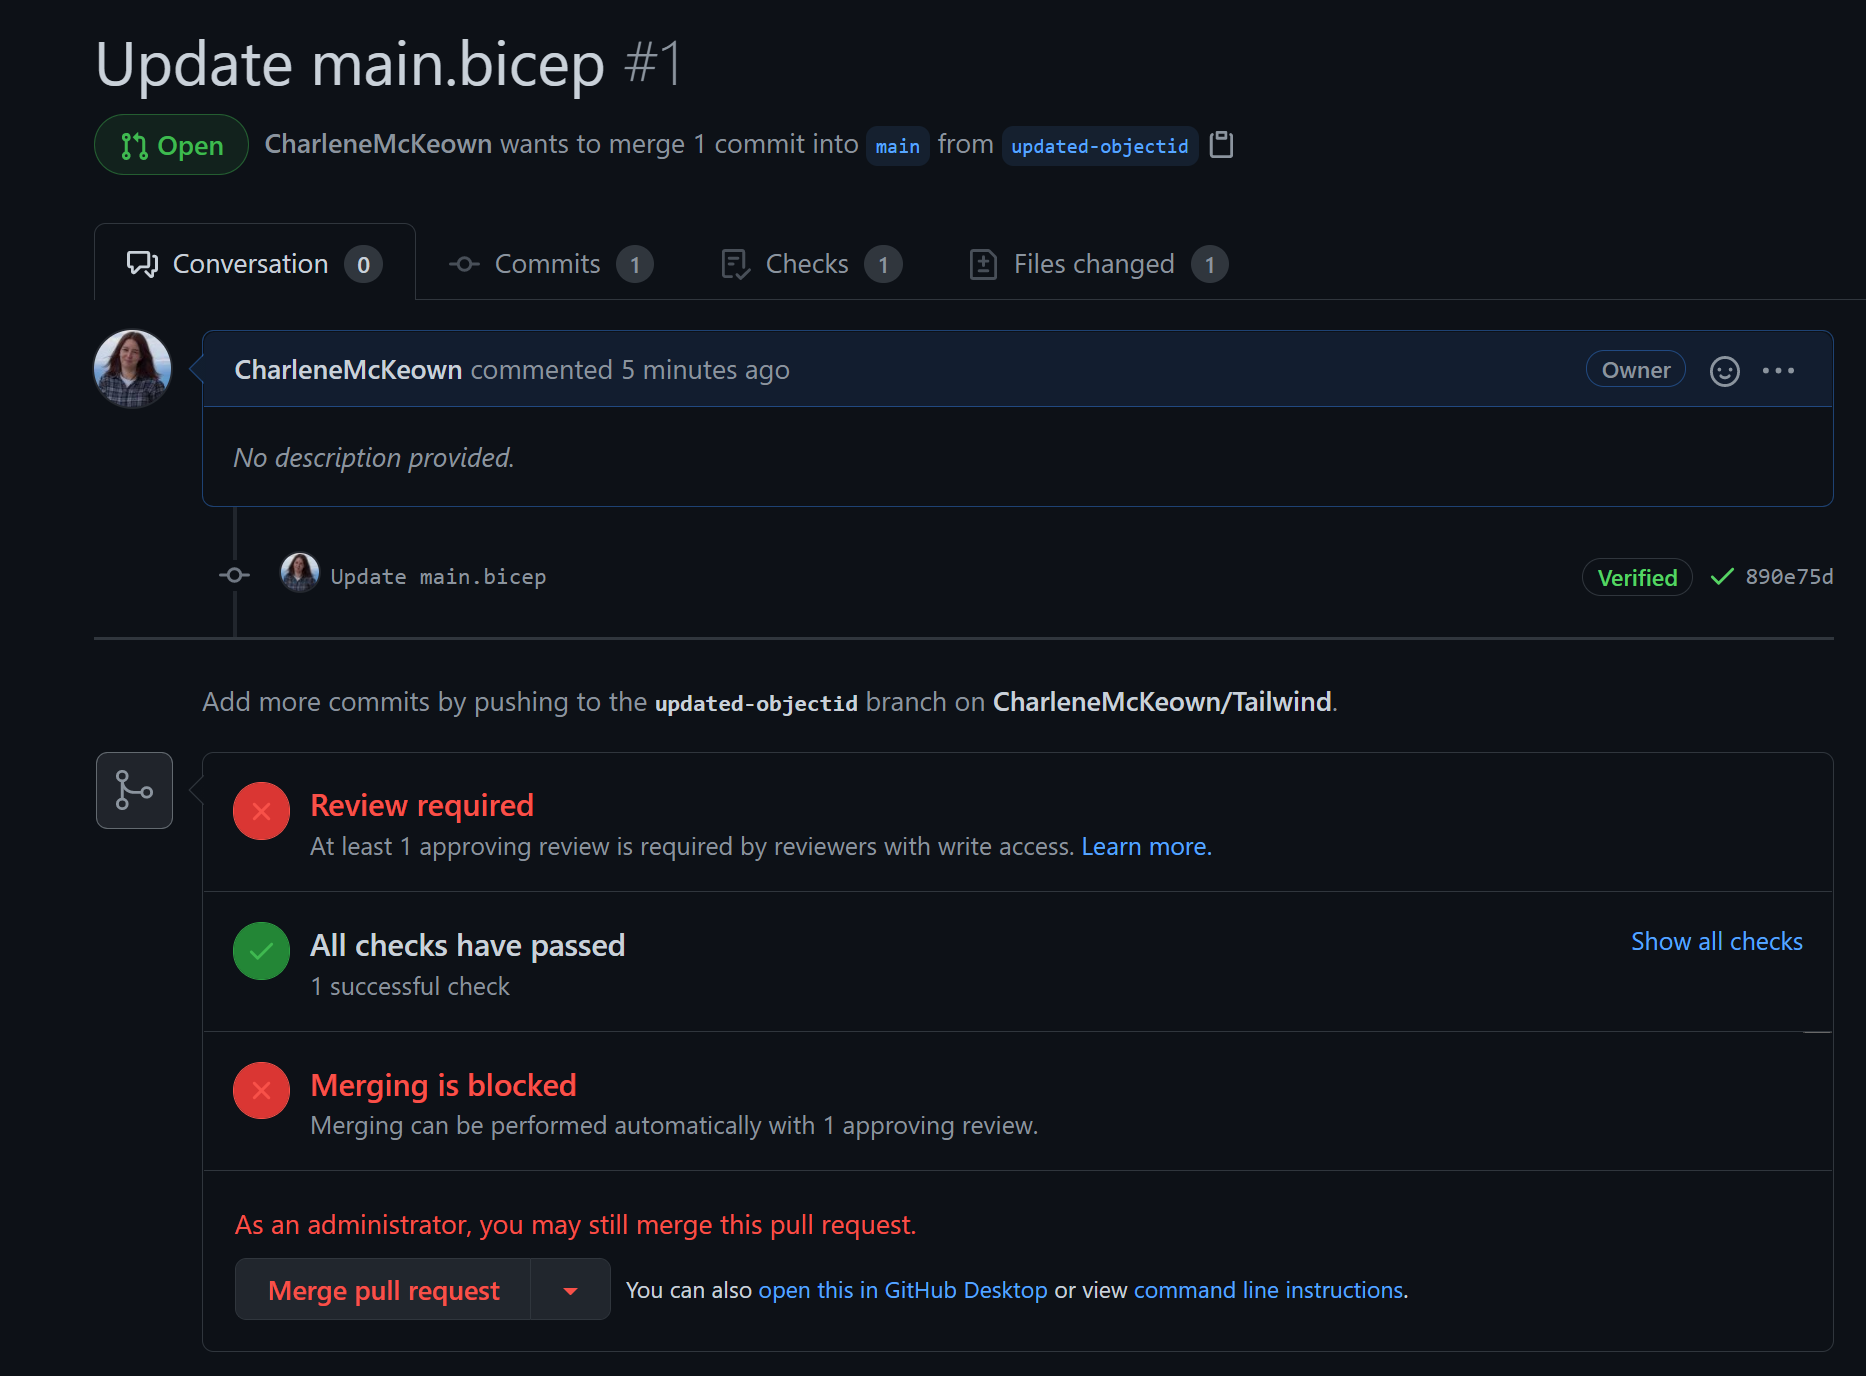 Update main.bicep #1
Open CharleneMcKeown wants to merge 1 commit into main from updated-objectid
Conversation 0 Commits 1 Checks 1 Files changed 1
CharleneMcKeown commented 5 minutes ago Owner
No description provided.
Update main.bicep Verified 890e75d
Add more commits by pushing to the updated-objectid branch on CharleneMcKeown/Tailwind.
Review required
At least 1 approving review is required by reviewers with write access. Learn more.
All checks have passed Show all checks
1 successful check
Merging is blocked
Merging can be performed automatically with 1 approving review.
As an administrator, you may still merge this pull request.
Merge pull request You can also open this in GitHub Desktop or view command line instructions.